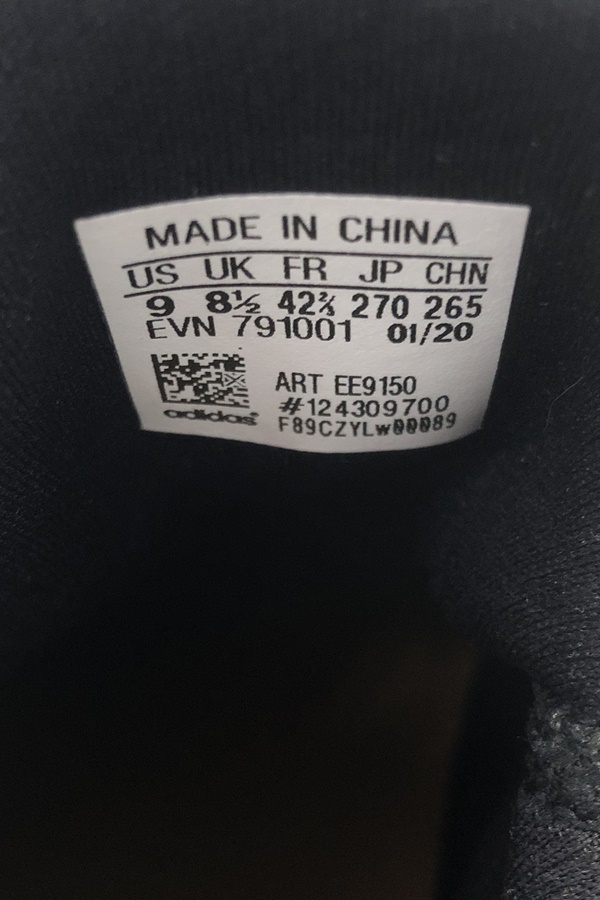 MADE IN CHINA
US UK FR JP CHN
9 8½ 42⅔ 270 265
EVN 791001 01/20
ART EE9150
#124309700
F89CZYLw00089
adidas